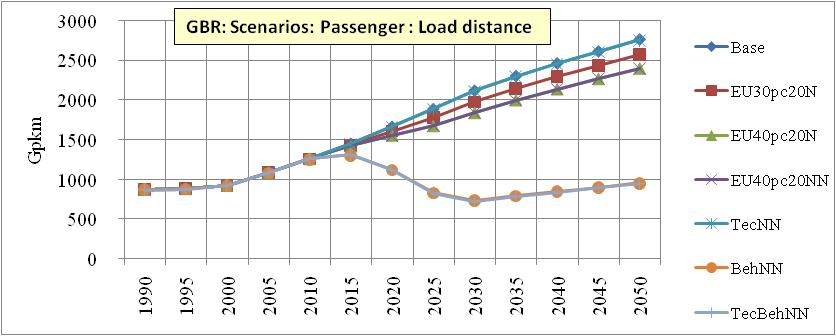 GBR: Scenarios: Passenger : Load distance
3000
2500
2000
1500
1000
500
0
Gpkm
1990
1995
2000
2005
2010
2015
2020
2025
2030
2035
2040
2045
2050
Base
EU30pc20N
EU40pc20N
EU40pc20NN
TecNN
BehNN
TecBehNN